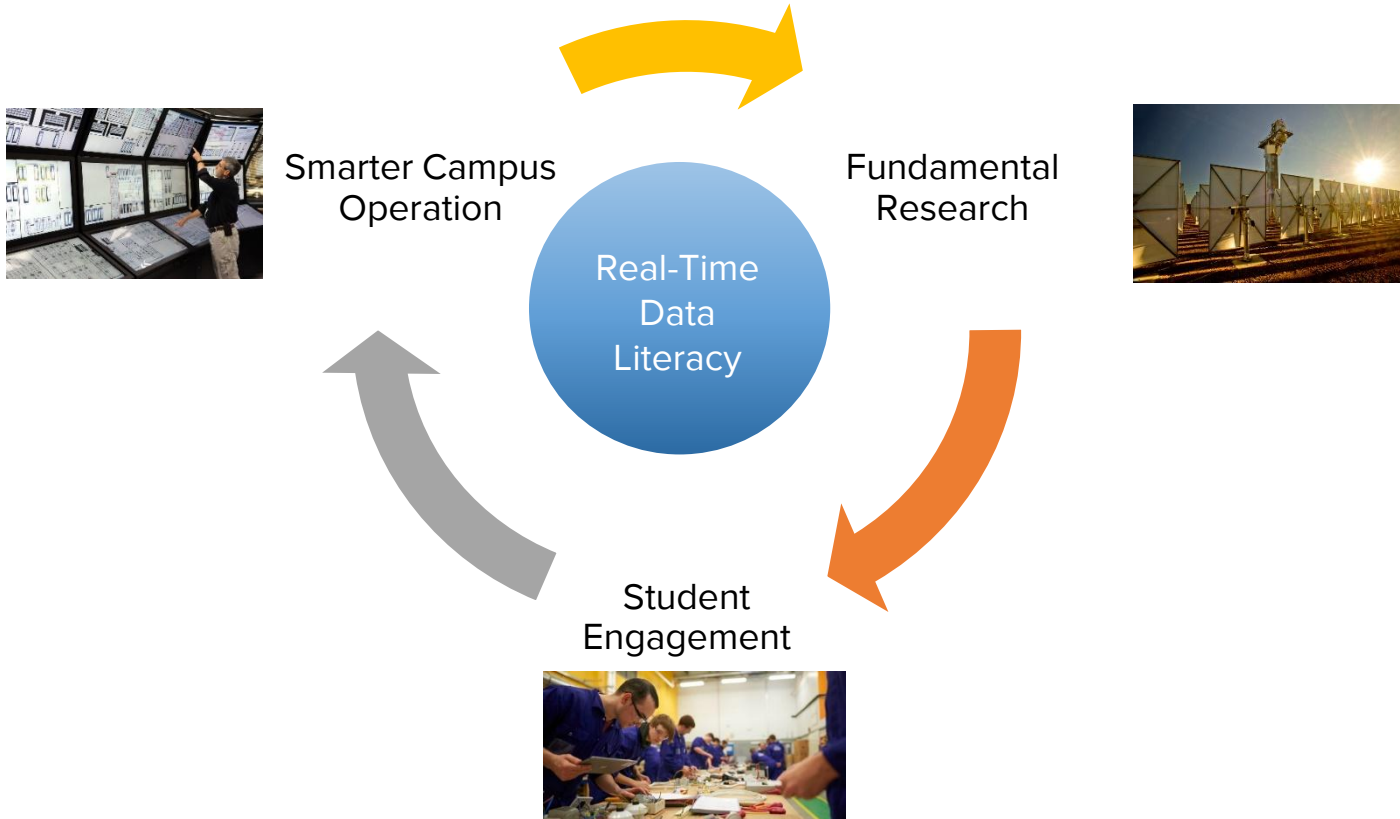 Smarter Campus
Operation
Fundamental
Research
Real-Time
Data
Literacy
Student
Engagement